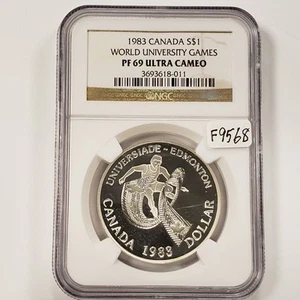 1983 CANADA S$1
WORLD UNIVERSITY GAMES
PF 69 ULTRA CAMEO
3693618-011
NGC
F9568
UNIVERSIADE - EDMONTON
CANADA 1983 DOLLAR